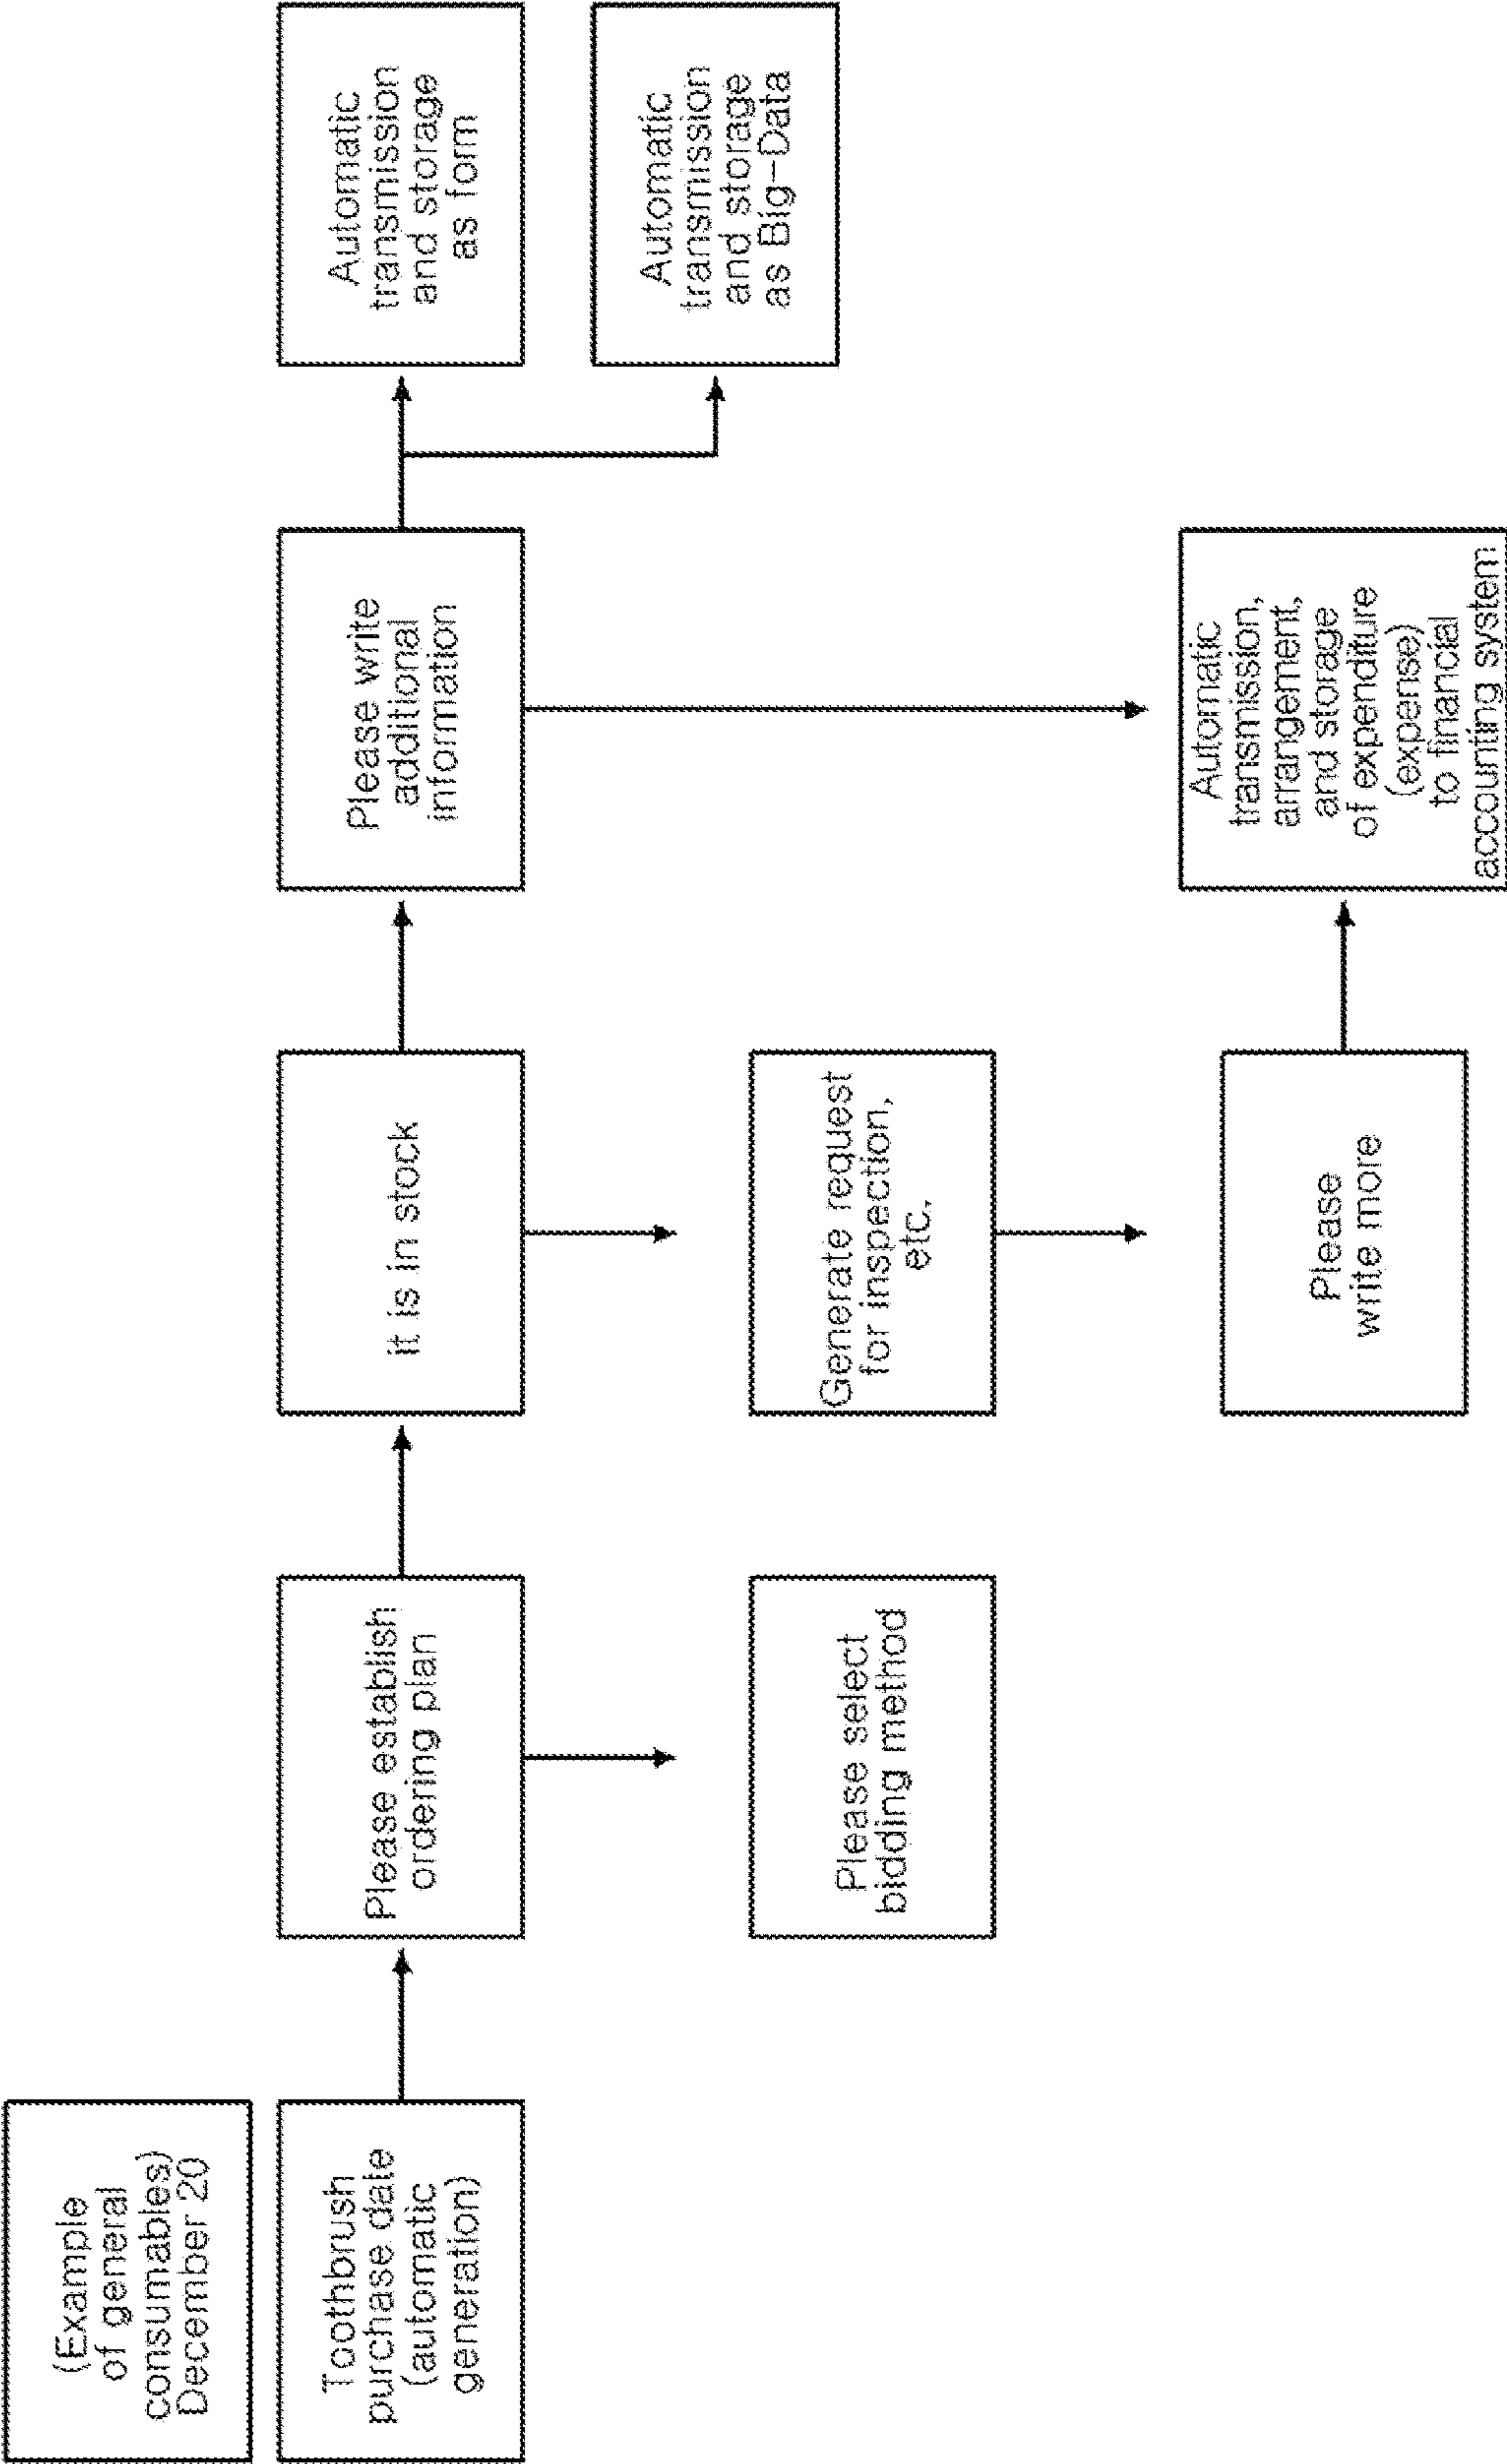 (Example
of general
consumables)
December 20
Toothbrush
purchase date
(automatic
generation)
Please establish
ordering plan
it is in stock
Please write
additional
information
Automatic
transmission
and storage
as form
Automatic
transmission
and storage
as Big-Data
Please select
bidding method
Generate request
for inspection,
etc.
Please
write more
Automatic
transmission,
arrangement,
and storage
of expenditure
(expense)
to financial
accounting system